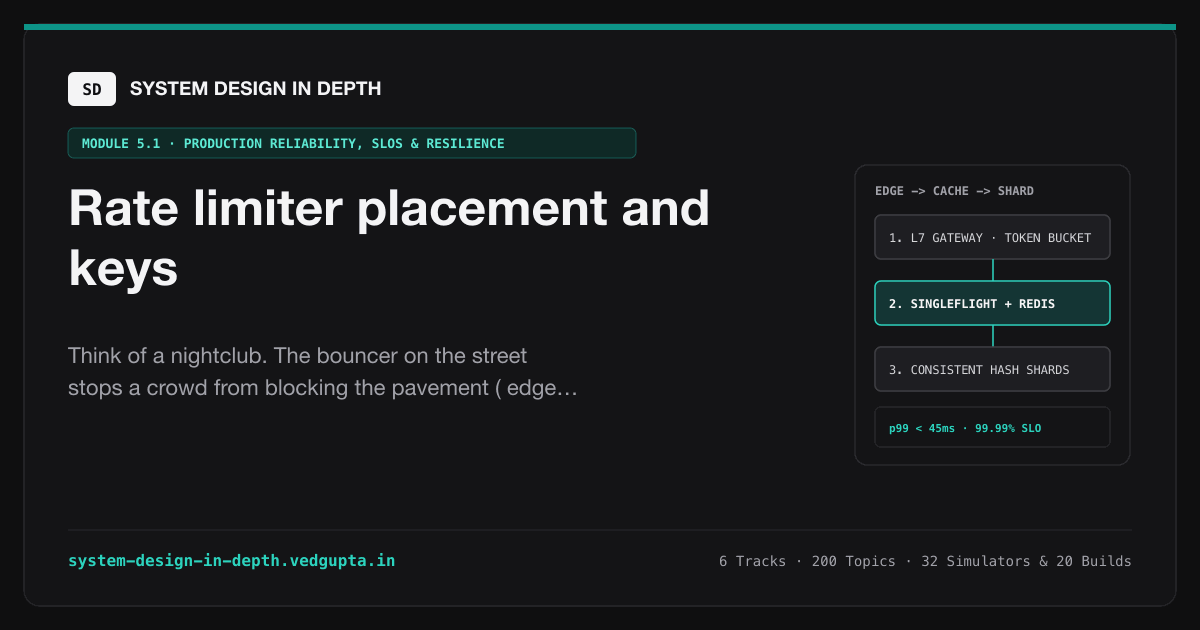 SD SYSTEM DESIGN IN DEPTH
MODULE 5.1 · PRODUCTION RELIABILITY, SLOS & RESILIENCE
Rate limiter placement and
keys
Think of a nightclub. The bouncer on the street
stops a crowd from blocking the pavement ( edge…
EDGE -> CACHE -> SHARD
1. L7 GATEWAY · TOKEN BUCKET
2. SINGLEFLIGHT + REDIS
3. CONSISTENT HASH SHARDS
p99 < 45ms · 99.99% SLO
system-design-in-depth.vedgupta.in
6 Tracks · 200 Topics · 32 Simulators & 20 Builds